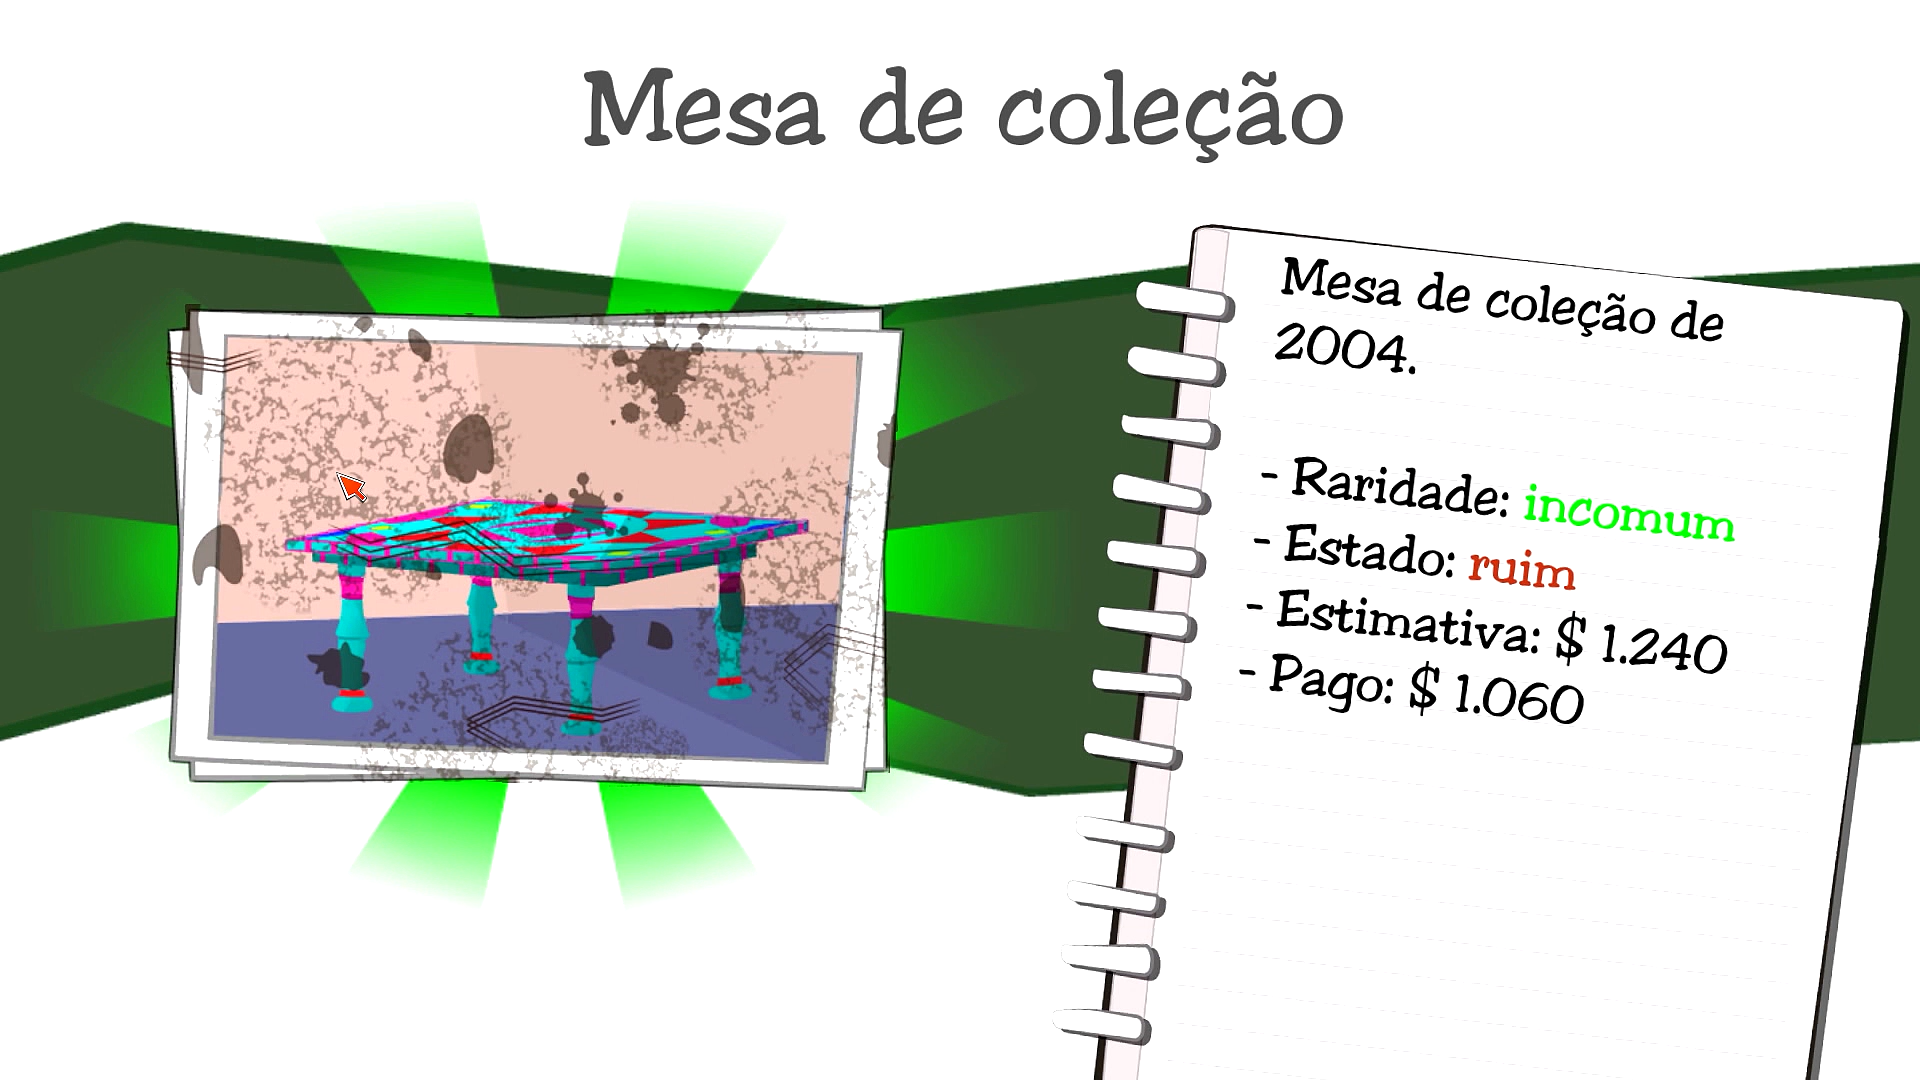 Mesa de coleção
Mesa de coleção de
2004.
- Raridade: incomum
- Estado: ruim
- Estimativa: $ 1.240
- Pago: $ 1.060